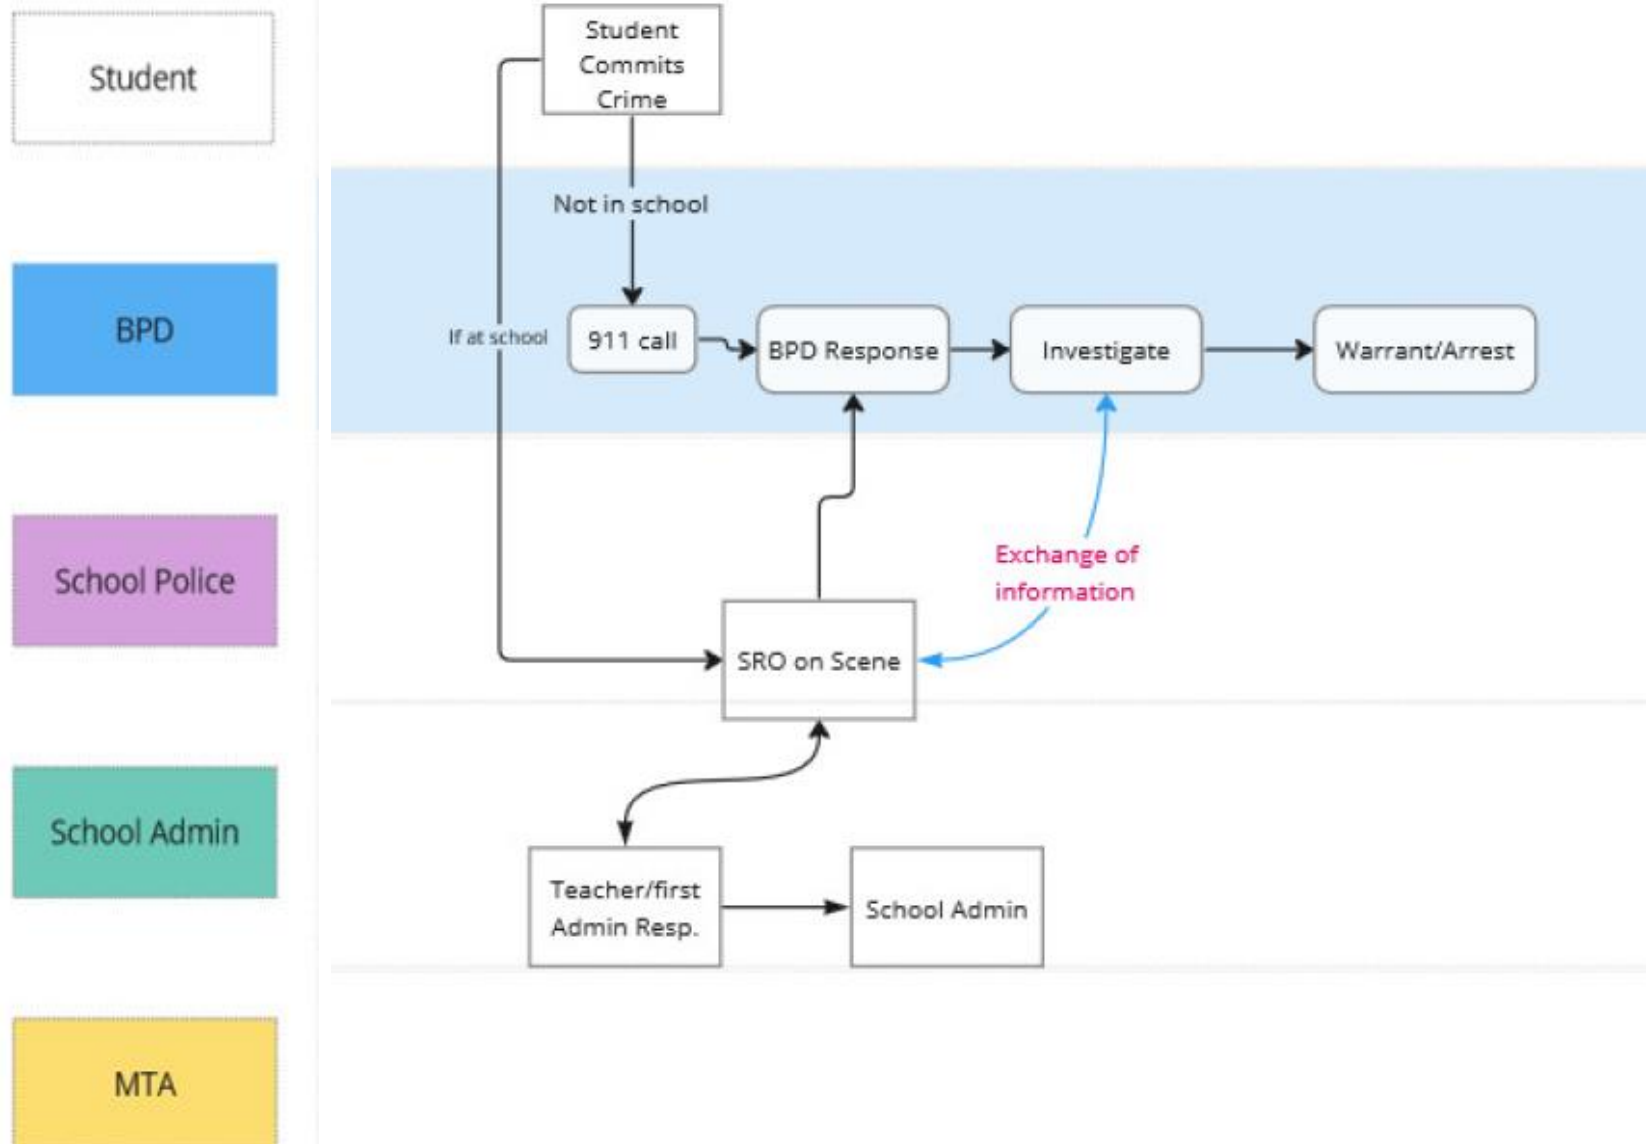 Student
BPD
School Police
School Admin
MTA
Student
Commits
Crime
Not in school
If at school
911 call
BPD Response
Investigate
Warrant/Arrest
Exchange of
information
SRO on Scene
Teacher/first
Admin Resp.
School Admin